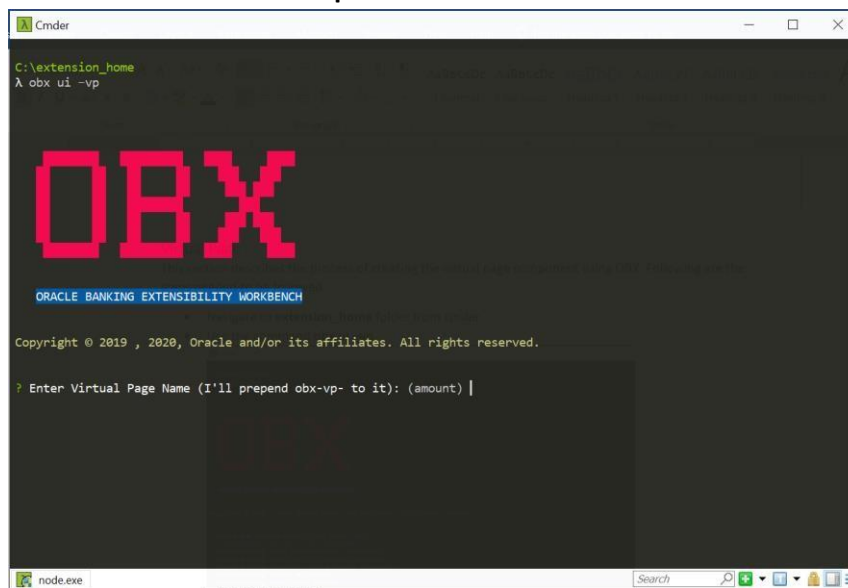 Cmder
C:\extension_home
λ obx ui -vp
OBX
ORACLE BANKING EXTENSIBILITY WORKBENCH
Copyright © 2019 , 2020, Oracle and/or its affiliates. All rights reserved.
? Enter Virtual Page Name (I'll prepend obx-vp- to it): (amount)
node.exe
Search